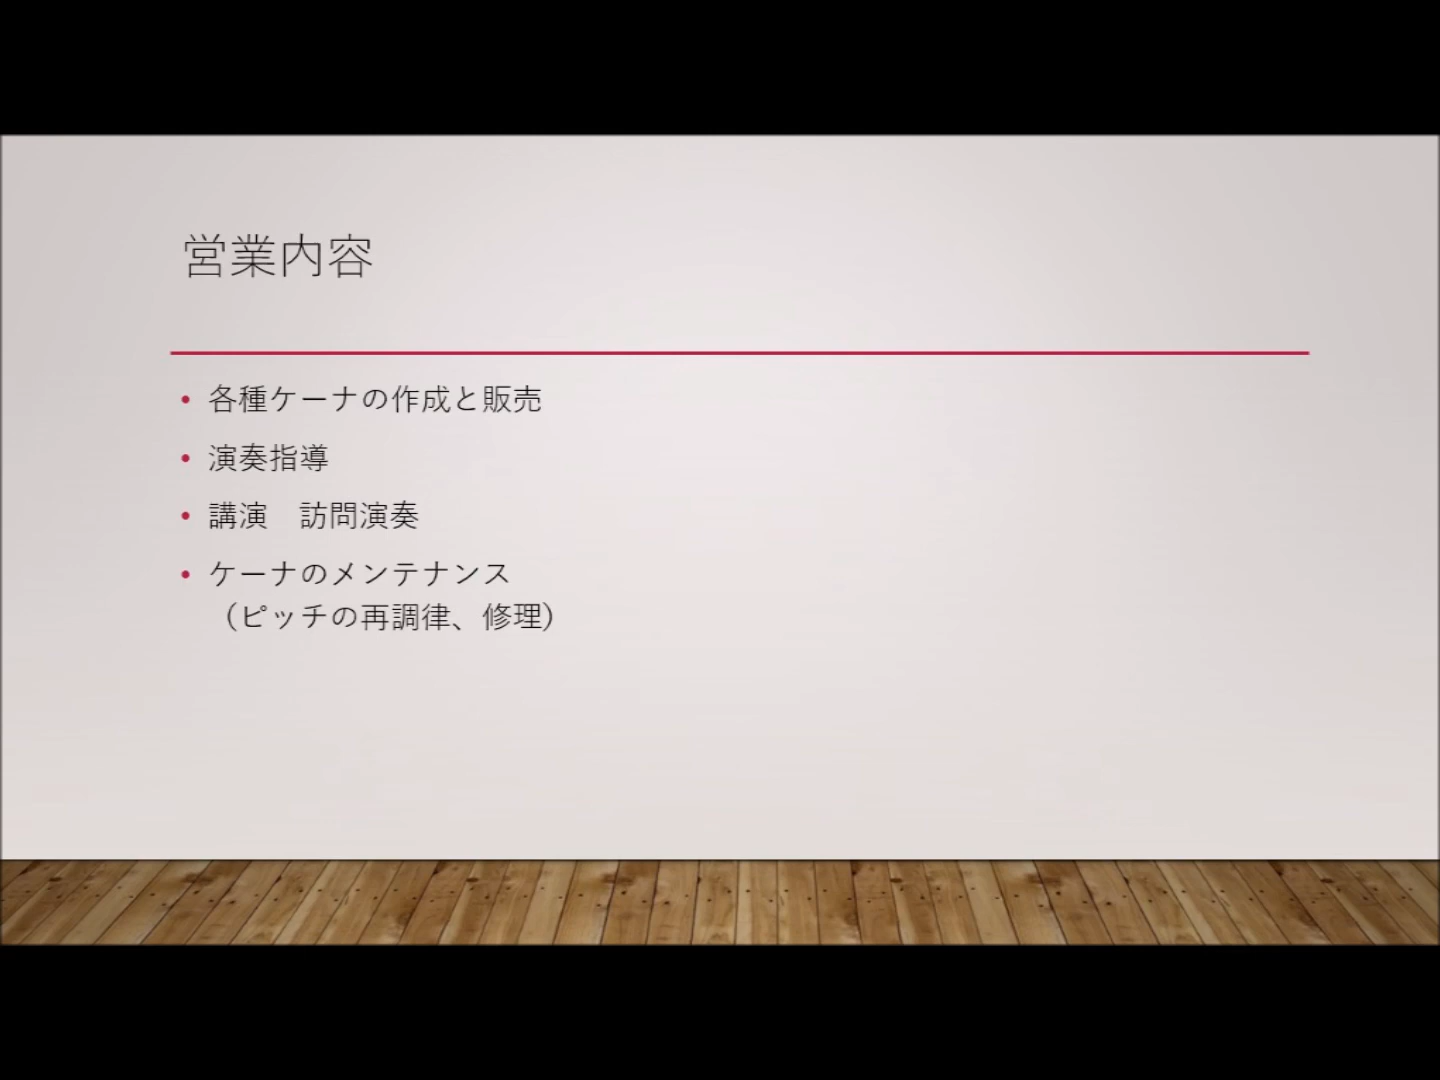 営業内容
• 各種ケーナの作成と販売
• 演奏指導
• 講演　訪問演奏
• ケーナのメンテナンス
（ピッチの再調律、修理）